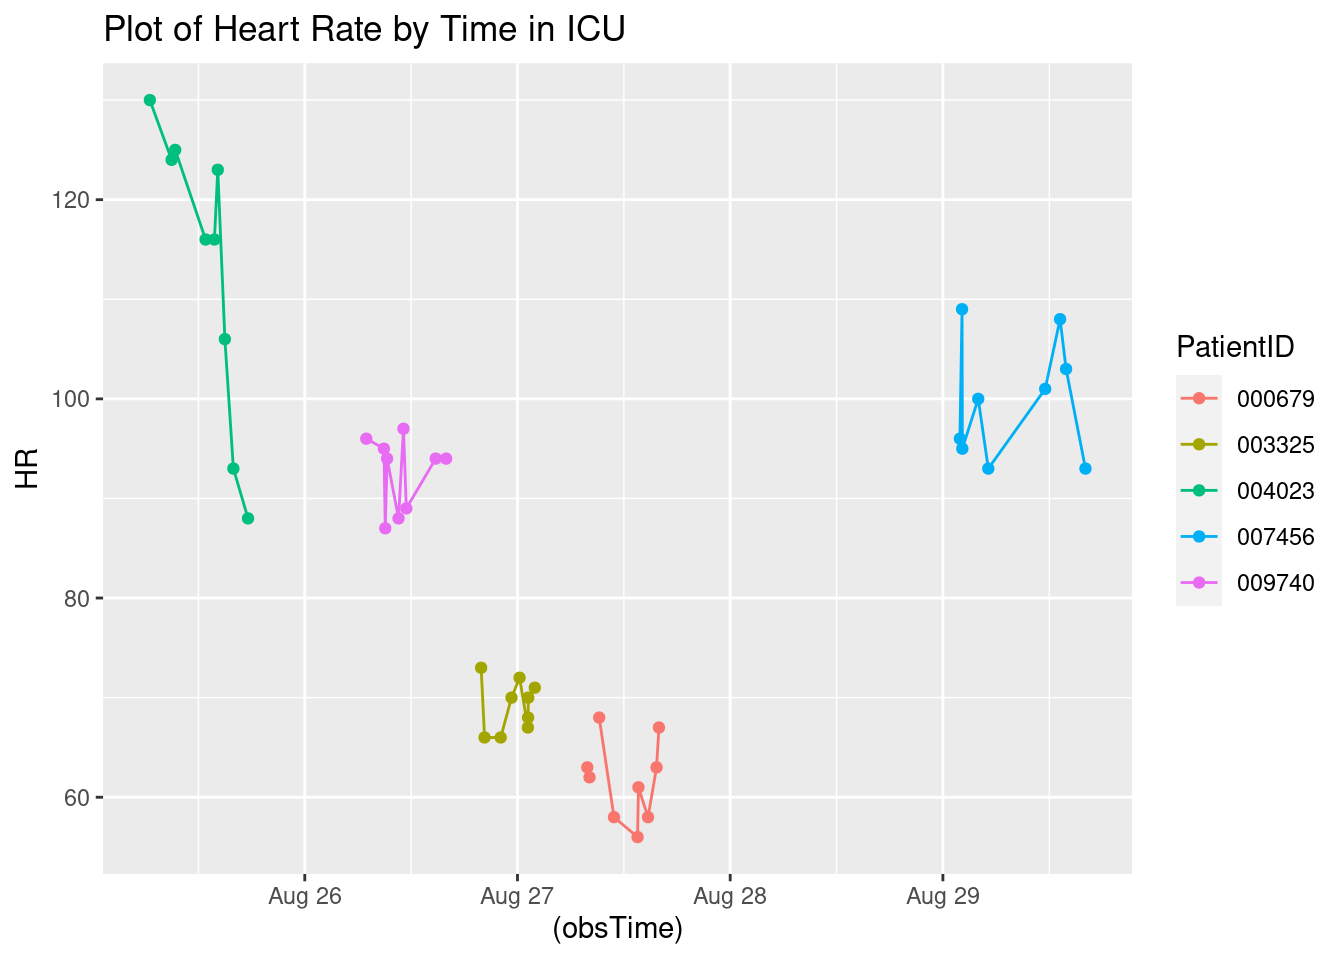 Plot of Heart Rate by Time in ICU
HR
120
100
80
60
Aug 26
Aug 27
Aug 28
Aug 29
(obsTime)
PatientID
000679
003325
004023
007456
009740